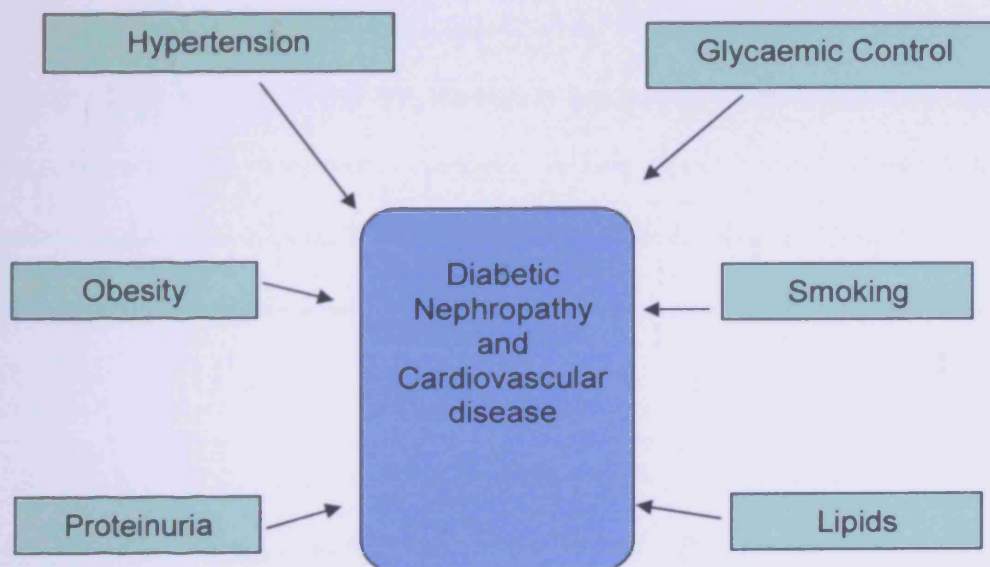 Hypertension
Glycaemic Control
Obesity
Diabetic
Nephropathy
and
Cardiovascular
disease
Smoking
Proteinuria
Lipids